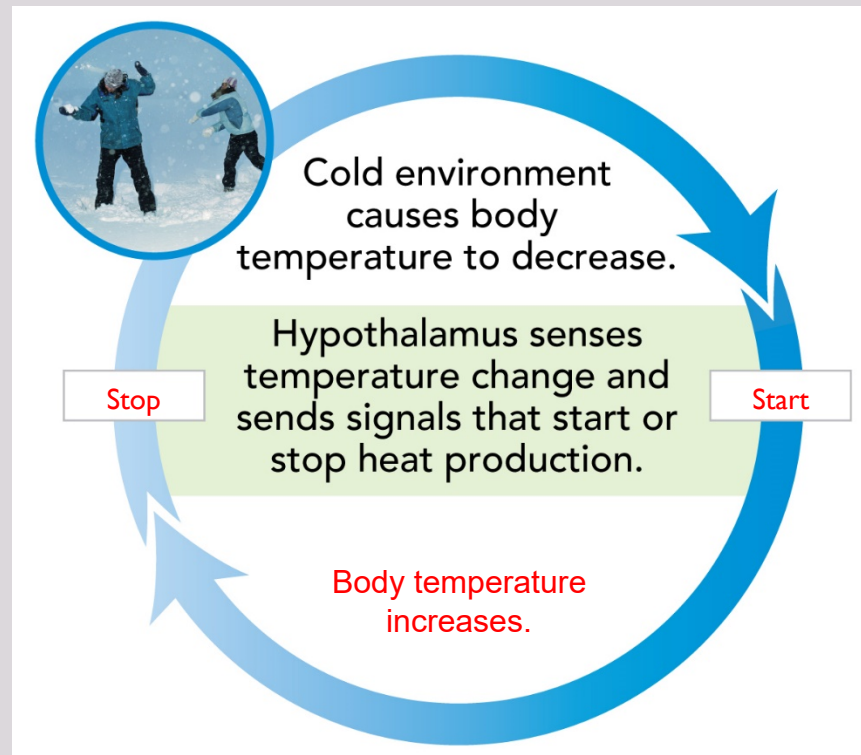 Cold environment
causes body
temperature to decrease.
Hypothalamus senses
temperature change and
sends signals that start or
stop heat production.
Stop
Start
Body temperature
increases.